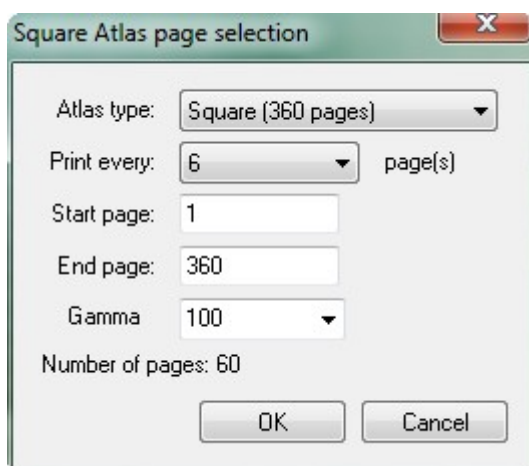 Square Atlas page selection
Atlas type: Square (360 pages)
Print every: 6 page(s)
Start page: 1
End page: 360
Gamma 100
Number of pages: 60
OK Cancel